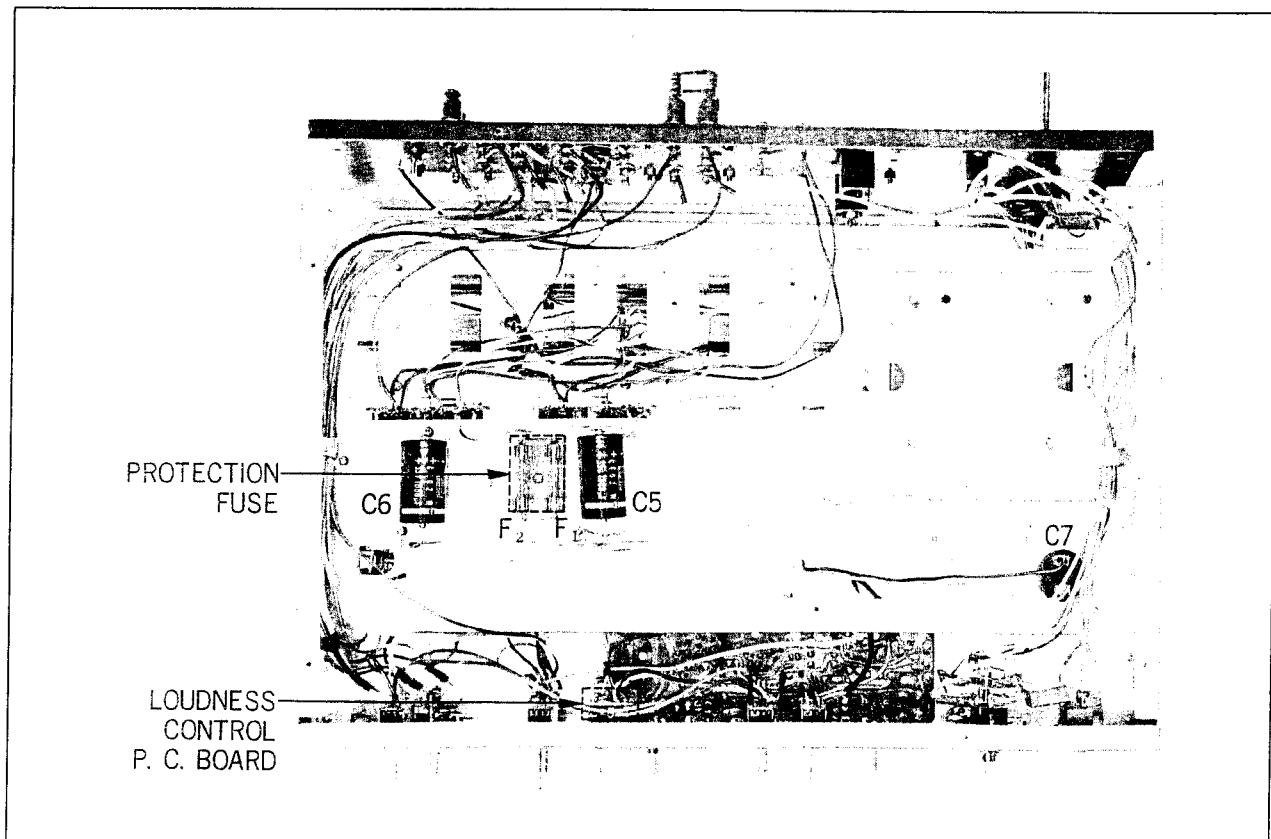 PROTECTION
FUSE
C6
F2
F1
C5
C7
LOUDNESS
CONTROL
P. C. BOARD